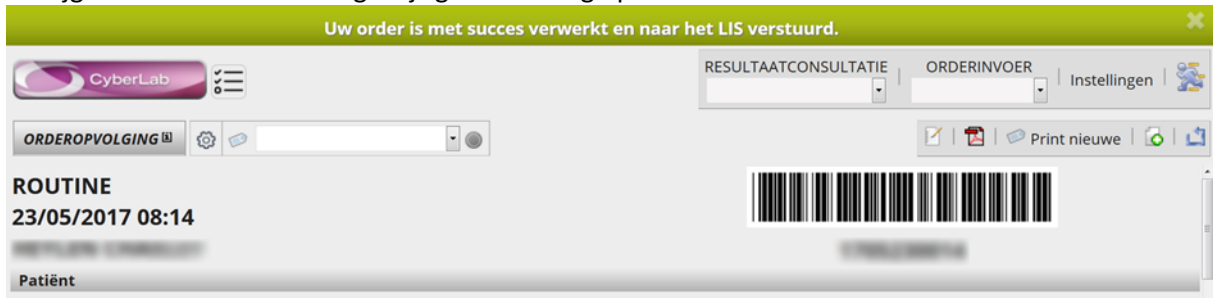 Uw order is met succes verwerkt en naar het LIS verstuurd.
CyberLab
RESULTAATCONSULTATIE
ORDERINVOER
Instellingen
ORDEROPVOLGING
Print nieuwe
ROUTINE
23/05/2017 08:14
Patiënt